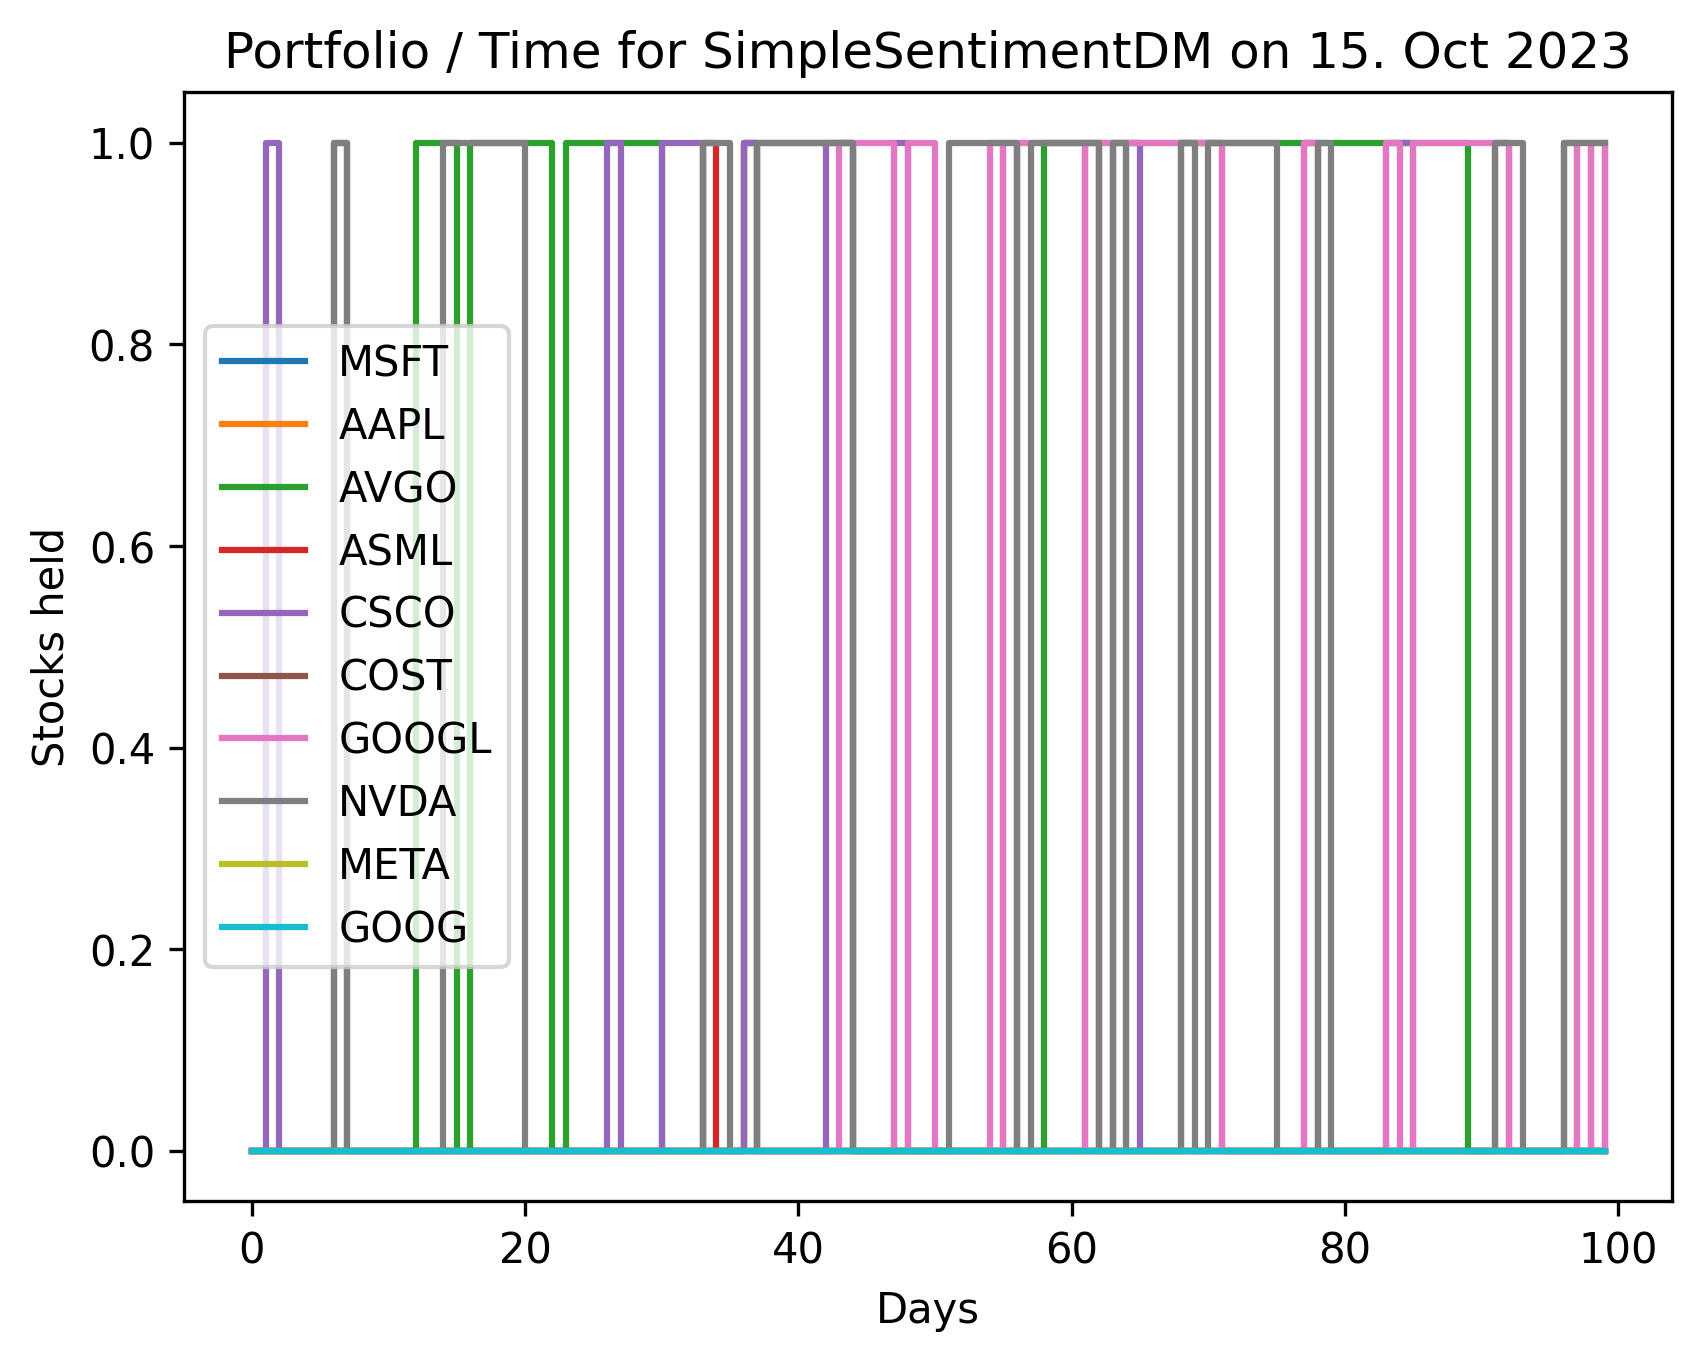 Portfolio / Time for SimpleSentimentDM on 15. Oct 2023
1.0
0.8
0.6
0.4
0.2
0.0
Stocks held
MSFT
AAPL
AVGO
ASML
CSCO
COST
GOOGL
NVDA
META
GOOG
0 20 40 60 80 100
Days